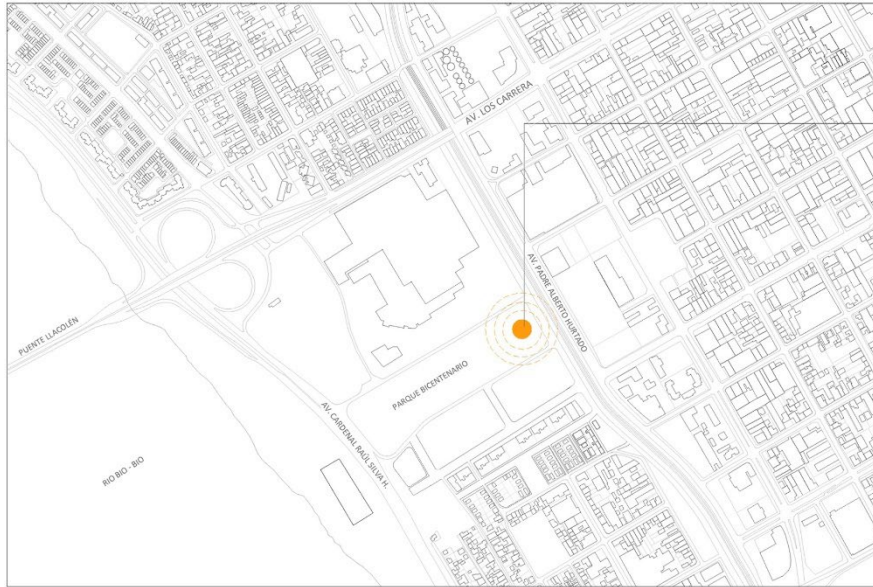 AV. LOS CARRERA
AV. PADRE ALBERTO HURTADO
PUENTE LLACOLÉN
PARQUE BICENTENARIO
AV. CARDENAL RAÚL SILVA H.
RIO BIO - BIO